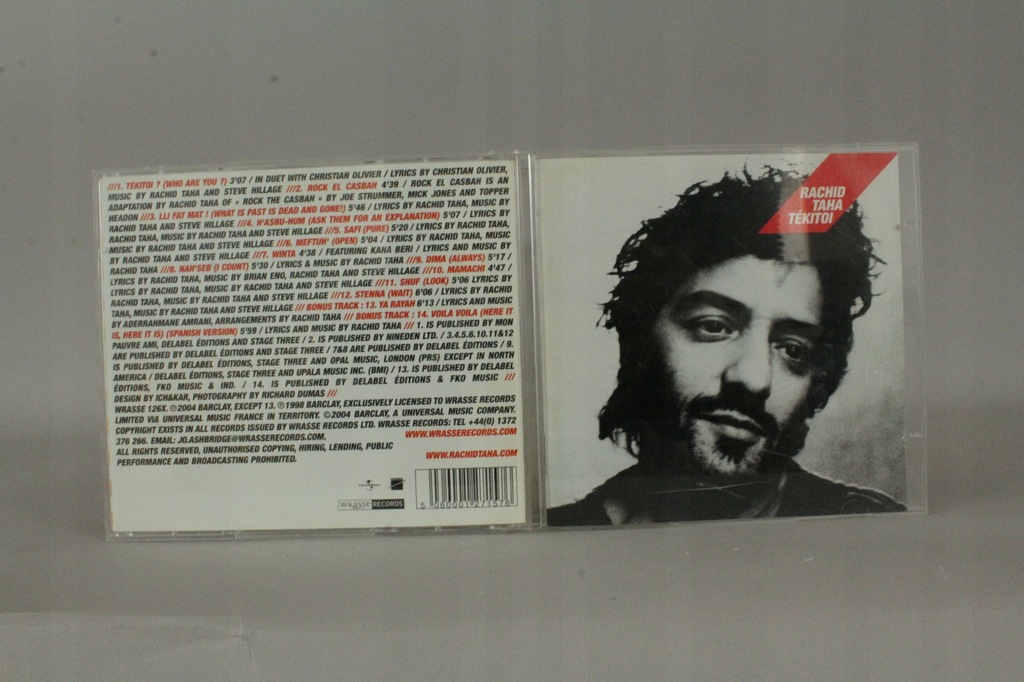 ///1. TÉKITOI ? (WHO ARE YOU ?) 3'07 / IN DUET WITH CHRISTIAN OLIVIER / LYRICS BY CHRISTIAN OLIVIER,
MUSIC BY RACHID TAHA AND STEVE HILLAGE ///2. ROCK EL CASBAH 4'39 / ROCK EL CASBAH IS AN
ADAPTATION BY RACHID TAHA OF « ROCK THE CASBAH » BY JOE STRUMMER, MICK JONES AND TOPPER
HEADON ///3. LLI FAT MAT ! (WHAT IS PAST IS DEAD AND GONE!) 5'46 / LYRICS BY RACHID TAHA, MUSIC BY
RACHID TAHA AND STEVE HILLAGE ///4. H'ASBU-HUM (ASK THEM FOR AN EXPLANATION) 5'07 / LYRICS BY
RACHID TAHA, MUSIC BY RACHID TAHA AND STEVE HILLAGE ///5. SAFI (PURE) 5'20 / LYRICS BY RACHID TAHA,
MUSIC BY RACHID TAHA AND STEVE HILLAGE ///6. MEFTUH' (OPEN) 5'04 / LYRICS BY RACHID TAHA, MUSIC
BY RACHID TAHA AND STEVE HILLAGE ///7. WINTA 4'38 / FEATURING KAHA BERI / LYRICS AND MUSIC BY
RACHID TAHA ///8. NAH'SEB (I COUNT) 5'30 / LYRICS & MUSIC BY RACHID TAHA ///9. DIMA (ALWAYS) 5'17 /
LYRICS BY RACHID TAHA, MUSIC BY BRIAN ENO, RACHID TAHA AND STEVE HILLAGE ///10. MAMACHI 4'47 /
LYRICS BY RACHID TAHA, MUSIC BY RACHID TAHA AND STEVE HILLAGE ///11. SHUF (LOOK) 5'06 LYRICS BY
RACHID TAHA, MUSIC BY RACHID TAHA AND STEVE HILLAGE ///12. STENNA (WAIT) 6'06 / LYRICS BY RACHID
TAHA, MUSIC BY RACHID TAHA AND STEVE HILLAGE /// BONUS TRACK : 13. YA RAYAH 6'13 / LYRICS AND MUSIC
BY ADERRAHMANE AMRANI, ARRANGEMENTS BY RACHID TAHA /// BONUS TRACK : 14. VOILA VOILA (HERE IT
IS, HERE IT IS) (SPANISH VERSION) 5'59 / LYRICS AND MUSIC BY RACHID TAHA /// 1. IS PUBLISHED BY MON
PAUVRE AMI, DELABEL ÉDITIONS AND STAGE THREE / 2. IS PUBLISHED BY NINEDEN LTD. / 3.4.5.6.10.11&12
ARE PUBLISHED BY DELABEL ÉDITIONS AND STAGE THREE / 7&8 ARE PUBLISHED BY DELABEL ÉDITIONS / 9.
IS PUBLISHED BY DELABEL ÉDITIONS, STAGE THREE AND OPAL MUSIC, LONDON (PRS) EXCEPT IN NORTH
AMERICA / DELABEL ÉDITIONS, STAGE THREE AND UPALA MUSIC INC. (BMI) / 13. IS PUBLISHED BY DELABEL
ÉDITIONS, FKO MUSIC & IND. / 14. IS PUBLISHED BY DELABEL ÉDITIONS & FKO MUSIC ///
DESIGN BY ICH&KAR, PHOTOGRAPHY BY RICHARD DUMAS ///
WRASSE 126X. ℗2004 BARCLAY, EXCEPT 13. ℗1998 BARCLAY, EXCLUSIVELY LICENSED TO WRASSE RECORDS
LIMITED VIA UNIVERSAL MUSIC FRANCE IN TERRITORY. ©2004 BARCLAY, A UNIVERSAL MUSIC COMPANY.
COPYRIGHT EXISTS IN ALL RECORDS ISSUED BY WRASSE RECORDS LTD. WRASSE RECORDS: TEL +44(0) 1372
376 266. EMAIL: JO.ASHBRIDGE@WRASSERECORDS.COM.
WWW.WRASSERECORDS.COM
ALL RIGHTS RESERVED, UNAUTHORISED COPYING, HIRING, LENDING, PUBLIC
PERFORMANCE AND BROADCASTING PROHIBITED.
WWW.RACHIDTAHA.COM
Wrasse RECORDS
5 060001 271576
RACHID
TAHA
TÉKITOI